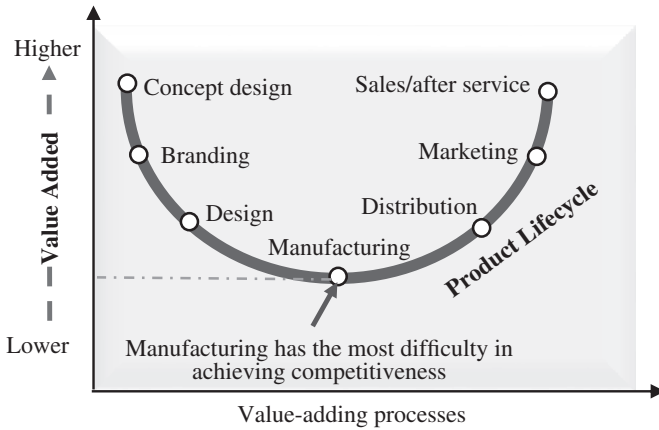 Higher
Value Added
Lower
Concept design
Branding
Design
Manufacturing
Distribution
Marketing
Sales/after service
Product Lifecycle
Manufacturing has the most difficulty in
achieving competitiveness
Value-adding processes